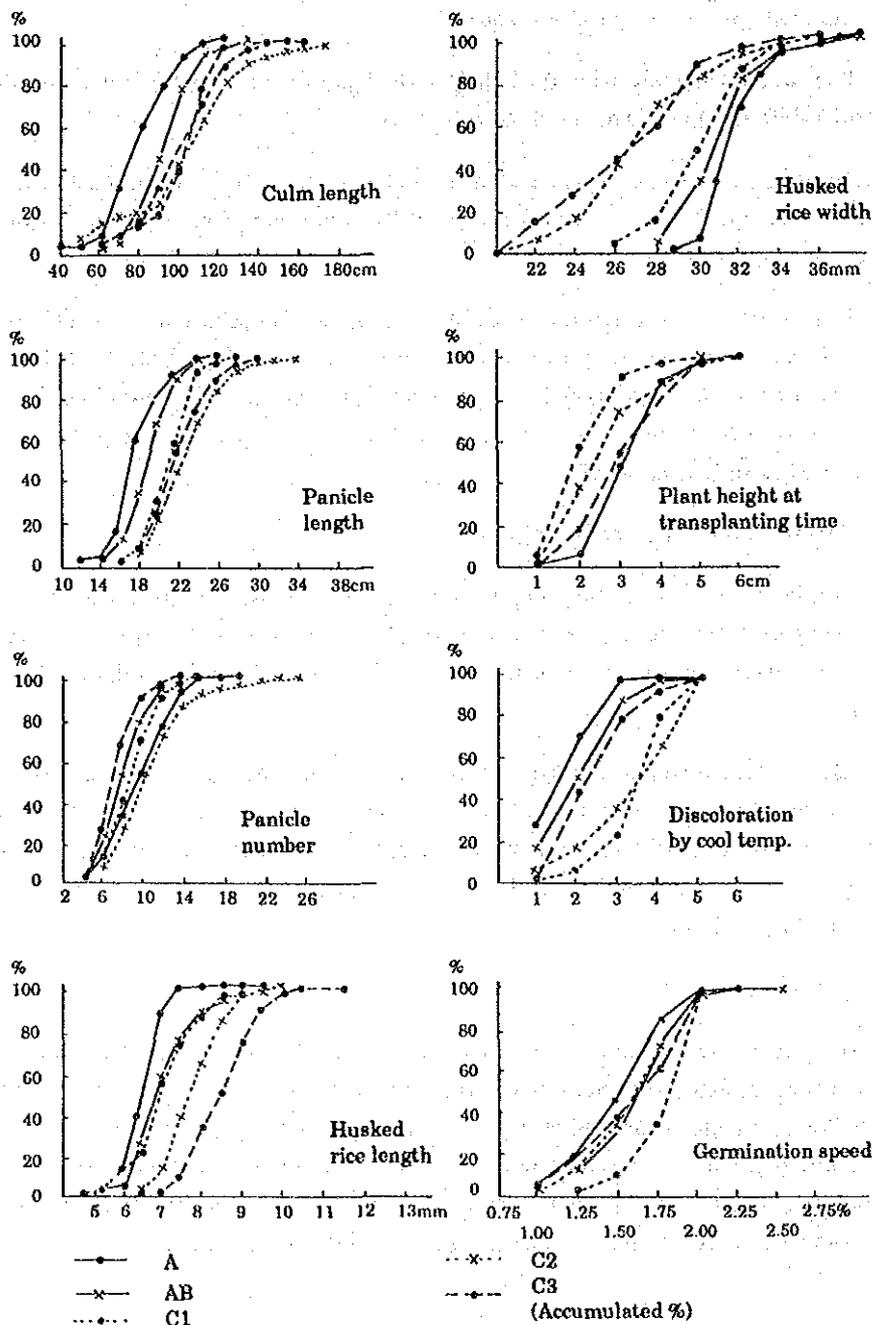 %
100
80
60
40
20
0
40 60 80 100 120 140 160 180cm
Culm length
%
100
80
60
40
20
0
22 24 26 28 30 32 34 36mm
Husked
rice width
%
100
80
60
40
20
0
10 14 18 22 26 30 34 38cm
Panicle
length
%
100
80
60
40
20
0
1 2 3 4 5 6cm
Plant height at
transplanting time
%
100
80
60
40
20
0
2 6 10 14 18 22 26
Panicle
number
%
100
80
60
40
20
0
1 2 3 4 5 6
Discoloration
by cool temp.
%
100
80
60
40
20
0
5 6 7 8 9 10 11 12 13mm
Husked
rice length
%
100
80
60
40
20
0
0.75 1.25 1.75 2.25 2.75%
1.00 1.50 2.00 2.50
Germination speed
A
AB
C1
C2
C3
(Accumulated %)